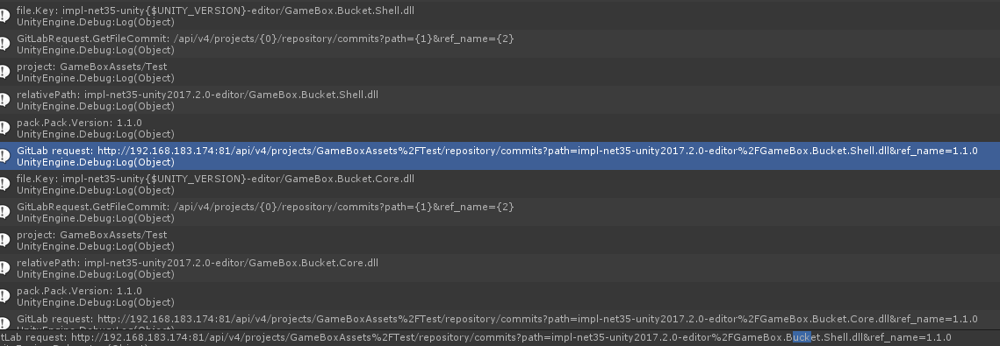 file.Key: impl-net35-unity{$UNITY_VERSION}-editor/GameBox.Bucket.Shell.dll
UnityEngine.Debug:Log(Object)
GitLabRequest.GetFileCommit: /api/v4/projects/{0}/repository/commits?path={1}&ref_name={2}
UnityEngine.Debug:Log(Object)
project: GameBoxAssets/Test
UnityEngine.Debug:Log(Object)
relativePath: impl-net35-unity2017.2.0-editor/GameBox.Bucket.Shell.dll
UnityEngine.Debug:Log(Object)
pack.Pack.Version: 1.1.0
UnityEngine.Debug:Log(Object)
GitLab request: http://192.168.183.174:81/api/v4/projects/GameBoxAssets%2FTest/repository/commits?path=impl-net35-unity2017.2.0-editor%2FGameBox.Bucket.Shell.dll&ref_name=1.1.0
UnityEngine.Debug:Log(Object)
file.Key: impl-net35-unity{$UNITY_VERSION}-editor/GameBox.Bucket.Core.dll
UnityEngine.Debug:Log(Object)
GitLabRequest.GetFileCommit: /api/v4/projects/{0}/repository/commits?path={1}&ref_name={2}
UnityEngine.Debug:Log(Object)
project: GameBoxAssets/Test
UnityEngine.Debug:Log(Object)
relativePath: impl-net35-unity2017.2.0-editor/GameBox.Bucket.Core.dll
UnityEngine.Debug:Log(Object)
pack.Pack.Version: 1.1.0
UnityEngine.Debug:Log(Object)
GitLab request: http://192.168.183.174:81/api/v4/projects/GameBoxAssets%2FTest/repository/commits?path=impl-net35-unity2017.2.0-editor%2FGameBox.Bucket.Core.dll&ref_name=1.1.0
tLab request: http://192.168.183.174:81/api/v4/projects/GameBoxAssets%2FTest/repository/commits?path=impl-net35-unity2017.2.0-editor%2FGameBox.Bucket.Shell.dll&ref_name=1.1.0